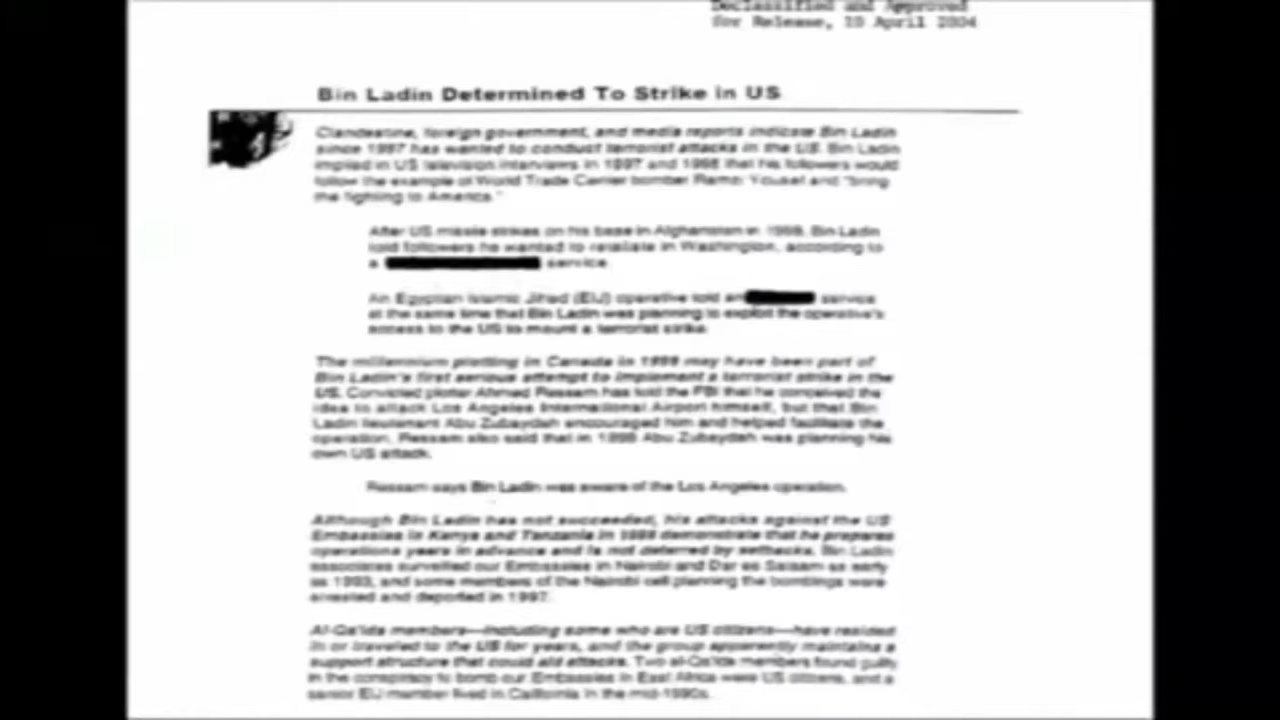 Declassified and Approved
for Release, 10 April 2004
Bin Ladin Determined To Strike in US
Clandestine, foreign government, and media reports indicate Bin Ladin
since 1997 has wanted to conduct terrorist attacks in the US. Bin Ladin
implied in US television interviews in 1997 and 1998 that his followers would
follow the example of World Trade Center bomber Ramzi Yousef and "bring
the fighting to America."
After US missile strikes on his base in Afghanistan in 1998, Bin Ladin
told followers he wanted to retaliate in Washington, according to
a service.
An Egyptian Islamic Jihad (EIJ) operative told an service
at the same time that Bin Ladin was planning to exploit the operative's
access to the US to mount a terrorist strike.
The millennium plotting in Canada in 1999 may have been part of
Bin Ladin's first serious attempt to implement a terrorist strike in the
US. Convicted plotter Ahmed Ressam has told the FBI that he conceived the
idea to attack Los Angeles International Airport himself, but that Bin
Ladin lieutenant Abu Zubaydah encouraged him and helped facilitate the
operation. Ressam also said that in 1998 Abu Zubaydah was planning his
own US attack.
Ressam says Bin Ladin was aware of the Los Angeles operation.
Although Bin Ladin has not succeeded, his attacks against the US
Embassies in Kenya and Tanzania in 1998 demonstrate that he prepares
operations years in advance and is not deterred by setbacks. Bin Ladin
associates surveilled our Embassies in Nairobi and Dar es Salaam as early
as 1993, and some members of the Nairobi cell planning the bombings were
arrested and deported in 1997.
Al-Qa'ida members—including some who are US citizens—have resided
in or traveled to the US for years, and the group apparently maintains a
support structure that could aid attacks. Two al-Qa'ida members found guilty
in the conspiracy to bomb our Embassies in East Africa were US citizens, and a
senior EIJ member lived in California in the mid-1990s.